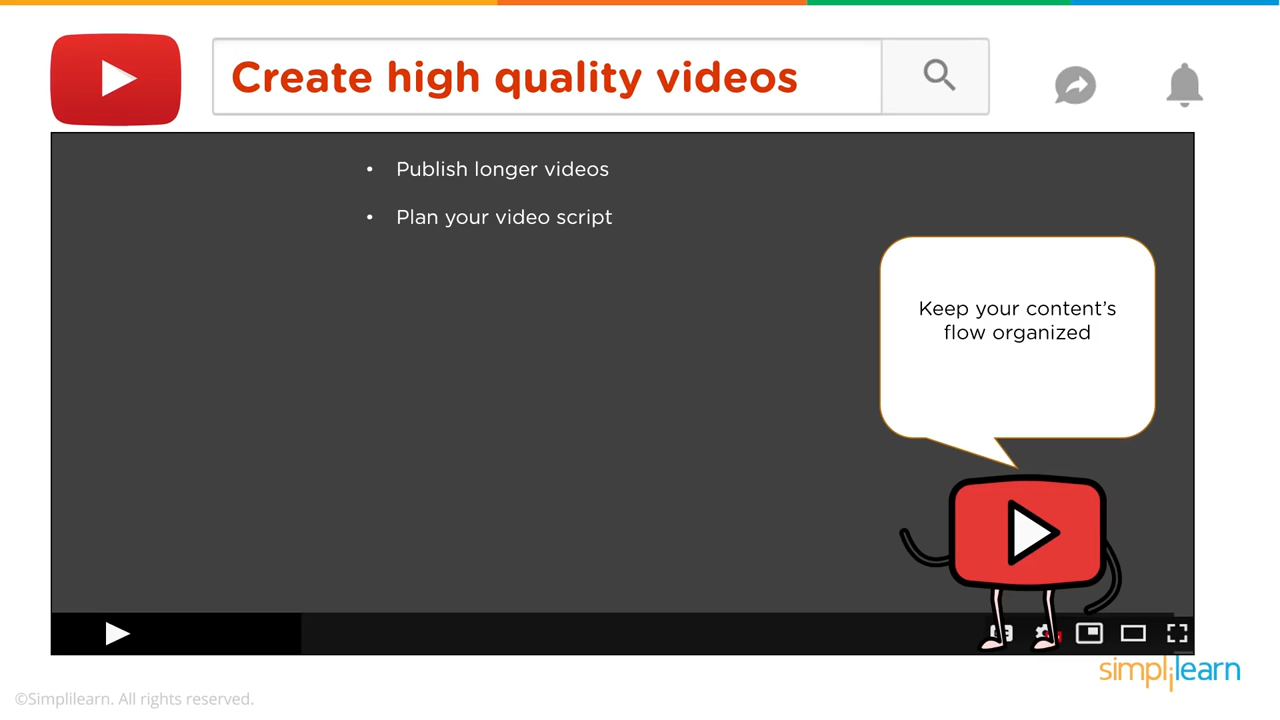 Create high quality videos
• Publish longer videos
• Plan your video script
Keep your content's
flow organized
simplilearn
©Simplilearn. All rights reserved.